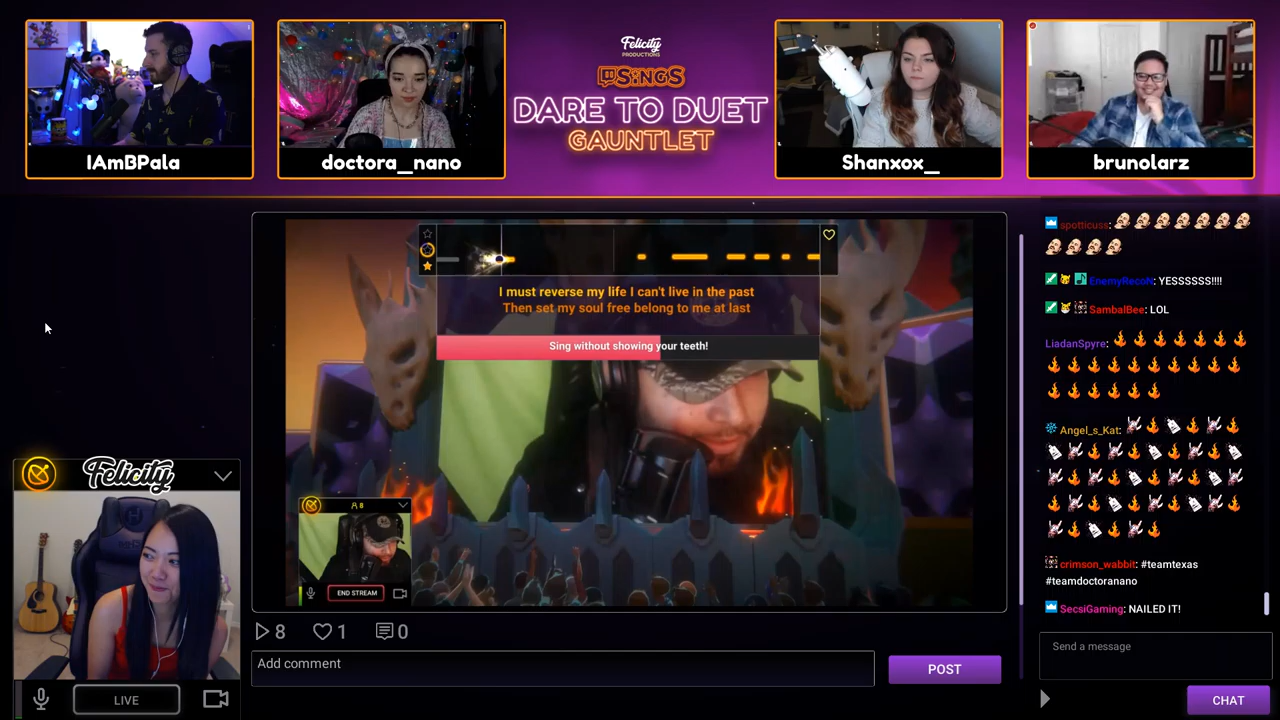 IAmBPala
doctora_nano
Felicity
PRODUCTIONS
SINGS
DARE TO DUET
GAUNTLET
Shanxox_
brunolarz
I must reverse my life I can't live in the past
Then set my soul free belong to me at last
Sing without showing your teeth!
8
END STREAM
8 1 0
Add comment
POST
Felicity
LIVE
spotticuss:
EnemyRecoN: YESSSSSS!!!!
SambalBee: LOL
LiadanSpyre:
Angel_s_Kat:
crimson_wabbit: #teamtexas
#teamdoctoranano
SecsiGaming: NAILED IT!
Send a message
CHAT